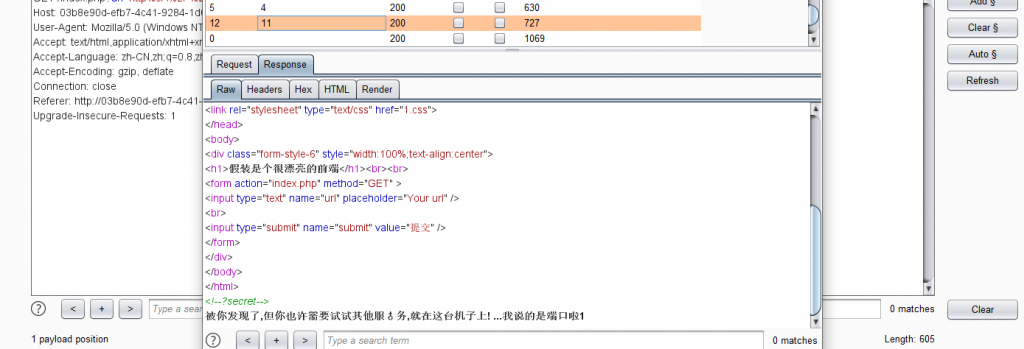 GET /index.php?url=
Add §
5 4 200 630
Host: 03b8e90d-efb7-4c41-9284-1d
Clear §
12 11 200 727
User-Agent: Mozilla/5.0 (Windows NT
0 200 1069
Accept: text/html,application/xhtml+x
Auto §
Accept-Language: zh-CN,zh;q=0.8,zh
Request Response
Accept-Encoding: gzip, deflate
Refresh
Connection: close
Raw Headers Hex HTML Render
Referer: http://03b8e90d-efb7-4c41-
Upgrade-Insecure-Requests: 1
<link rel="stylesheet" type="text/css" href="1.css">
</head>
<body>
<div class="form-style-6" style="width:100%;text-align:center">
<h1>假装是个很漂亮的前端</h1><br><br>
<form action="index.php" method="GET" >
<input type="text" name="url" placeholder="Your url" />
<br>
<input type="submit" name="submit" value="提交" />
</form>
</div>
</body>
</html>
<!--?secret-->
被你发现了,但你也许需要试试其他服务,就在这台机子上! ...我说的是端口啦1
? < + > Type a sear 0 matches Clear
? < + > Type a search term 0 matches
1 payload position
Length: 605